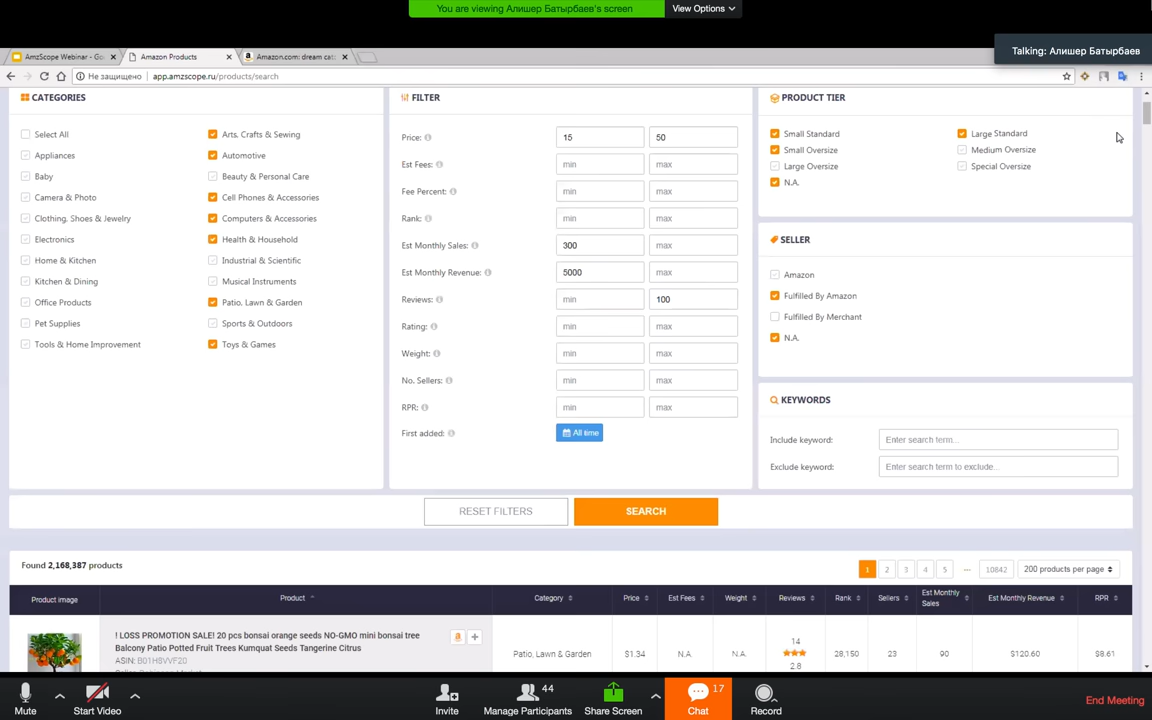 You are viewing Алишер Батырбаев's screen
View Options
Talking: Алишер Батырбаев
AmzScope Webinar - Go
Amazon Products
Amazon.com: dream cat
Не защищено
app.amzscope.ru/products/search
CATEGORIES
Select All
Appliances
Baby
Camera & Photo
Clothing, Shoes & Jewelry
Electronics
Home & Kitchen
Kitchen & Dining
Office Products
Pet Supplies
Tools & Home Improvement
Arts, Crafts & Sewing
Automotive
Beauty & Personal Care
Cell Phones & Accessories
Computers & Accessories
Health & Household
Industrial & Scientific
Musical Instruments
Patio, Lawn & Garden
Sports & Outdoors
Toys & Games
FILTER
Price: 15 50
Est Fees: min max
Fee Percent: min max
Rank: min max
Est Monthly Sales: 300 max
Est Monthly Revenue: 5000 max
Reviews: min 100
Rating: min max
Weight: min max
No. Sellers: min max
RPR: min max
First added: All time
PRODUCT TIER
Small Standard
Large Standard
Small Oversize
Medium Oversize
Large Oversize
Special Oversize
N.A.
SELLER
Amazon
Fulfilled By Amazon
Fulfilled By Merchant
N.A.
KEYWORDS
Include keyword: Enter search term...
Exclude keyword: Enter search term to exclude...
RESET FILTERS
SEARCH
Found 2,168,387 products
1 2 3 4 5 ... 10842
200 products per page
Product image
Product
Category
Price
Est Fees
Weight
Reviews
Rank
Sellers
Est Monthly
Sales
Est Monthly Revenue
RPR
! LOSS PROMOTION SALE! 20 pcs bonsai orange seeds NO-GMO mini bonsai tree
Balcony Patio Potted Fruit Trees Kumquat Seeds Tangerine Citrus
ASIN: B01HBVVF20
Patio, Lawn & Garden
$1.34
N.A.
N.A.
14
2.8
28,150
23
90
$120.60
$8.61
Mute
Start Video
Invite
44
Manage Participants
Share Screen
17
Chat
Record
End Meeting